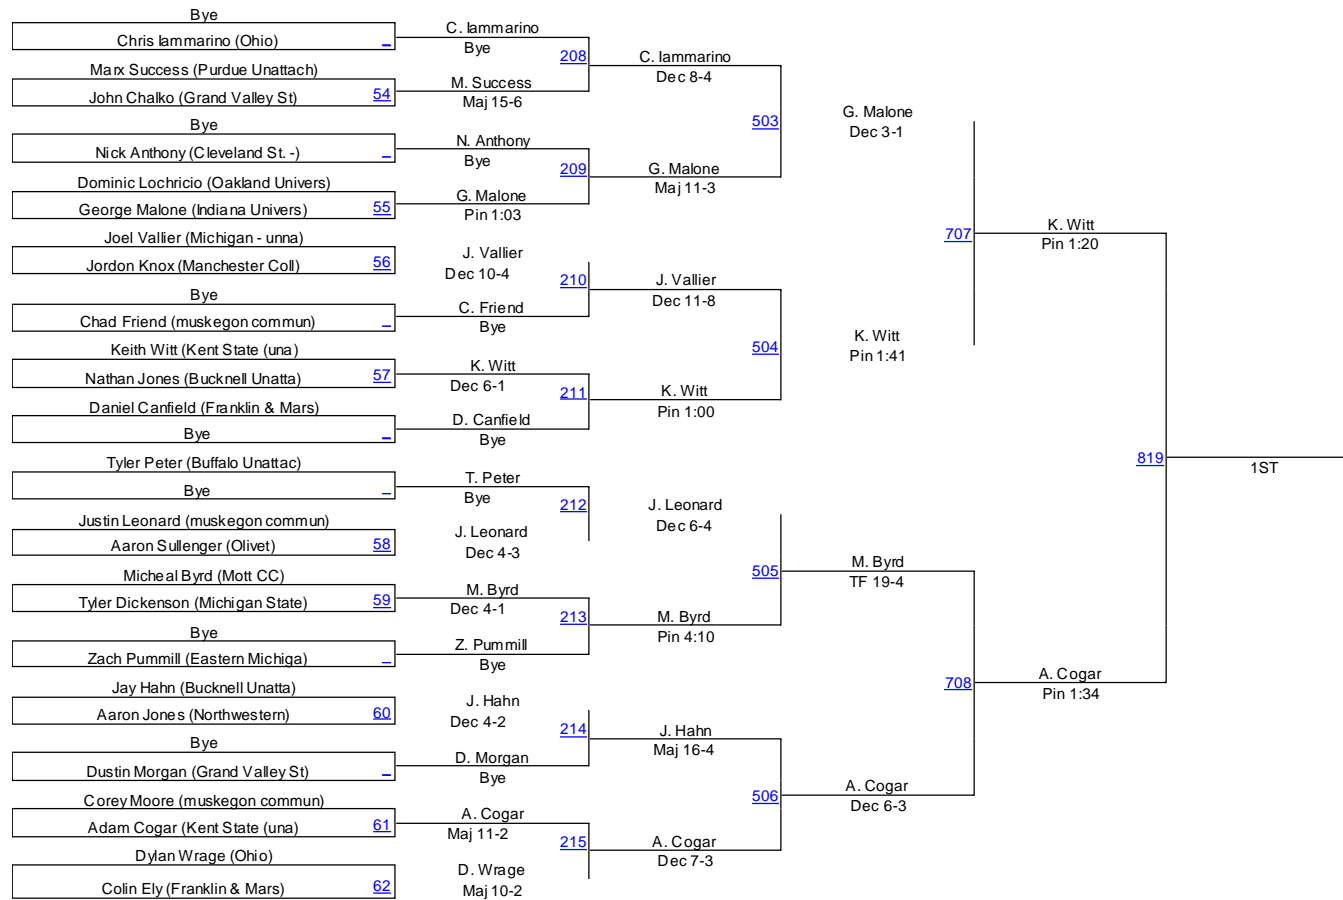 Bye
Chris Iammarino (Ohio)
Marx Success (Purdue Unattach)
John Chalko (Grand Valley St) 54
Bye
Nick Anthony (Cleveland St. -)
Dominic Lochricio (Oakland Univers)
George Malone (Indiana Univers) 55
Joel Vallier (Michigan - unna)
Jordon Knox (Manchester Coll) 56
Bye
Chad Friend (muskegon commun)
Keith Witt (Kent State (una)
Nathan Jones (Bucknell Unatta) 57
Daniel Canfield (Franklin & Mars)
Bye
Tyler Peter (Buffalo Unattac)
Bye
Justin Leonard (muskegon commun)
Aaron Sullenger (Olivet) 58
Micheal Byrd (Mott CC)
Tyler Dickenson (Michigan State) 59
Bye
Zach Pummill (Eastern Michiga)
Jay Hahn (Bucknell Unatta)
Aaron Jones (Northwestern) 60
Bye
Dustin Morgan (Grand Valley St)
Corey Moore (muskegon commun)
Adam Cogar (Kent State (una) 61
Dylan Wrage (Ohio)
Colin Ely (Franklin & Mars) 62
C. Iammarino
Bye
208
M. Success
Maj 15-6
N. Anthony
Bye
209
G. Malone
Pin 1:03
J. Vallier
Dec 10-4
210
C. Friend
Bye
K. Witt
Dec 6-1
211
D. Canfield
Bye
T. Peter
Bye
212
J. Leonard
Dec 4-3
M. Byrd
Dec 4-1
213
Z. Pummill
Bye
J. Hahn
Dec 4-2
214
D. Morgan
Bye
A. Cogar
Maj 11-2
215
D. Wrage
Maj 10-2
C. Iammarino
Dec 8-4
503
G. Malone
Maj 11-3
J. Vallier
Dec 11-8
504
K. Witt
Pin 1:00
J. Leonard
Dec 6-4
505
M. Byrd
Pin 4:10
J. Hahn
Maj 16-4
506
A. Cogar
Dec 7-3
G. Malone
Dec 3-1
707
K. Witt
Pin 1:41
M. Byrd
TF 19-4
708
A. Cogar
Dec 6-3
K. Witt
Pin 1:20
819
A. Cogar
Pin 1:34
1ST